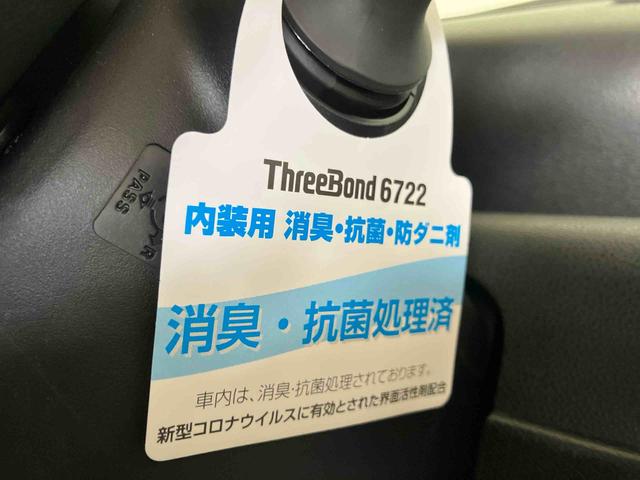 ThreeBond 6722
内装用 消臭・抗菌・防ダニ剤
消臭・抗菌処理済
車内は、消臭・抗菌処理されております。
新型コロナウイルスに有効とされた界面活性剤配合
PASS
R